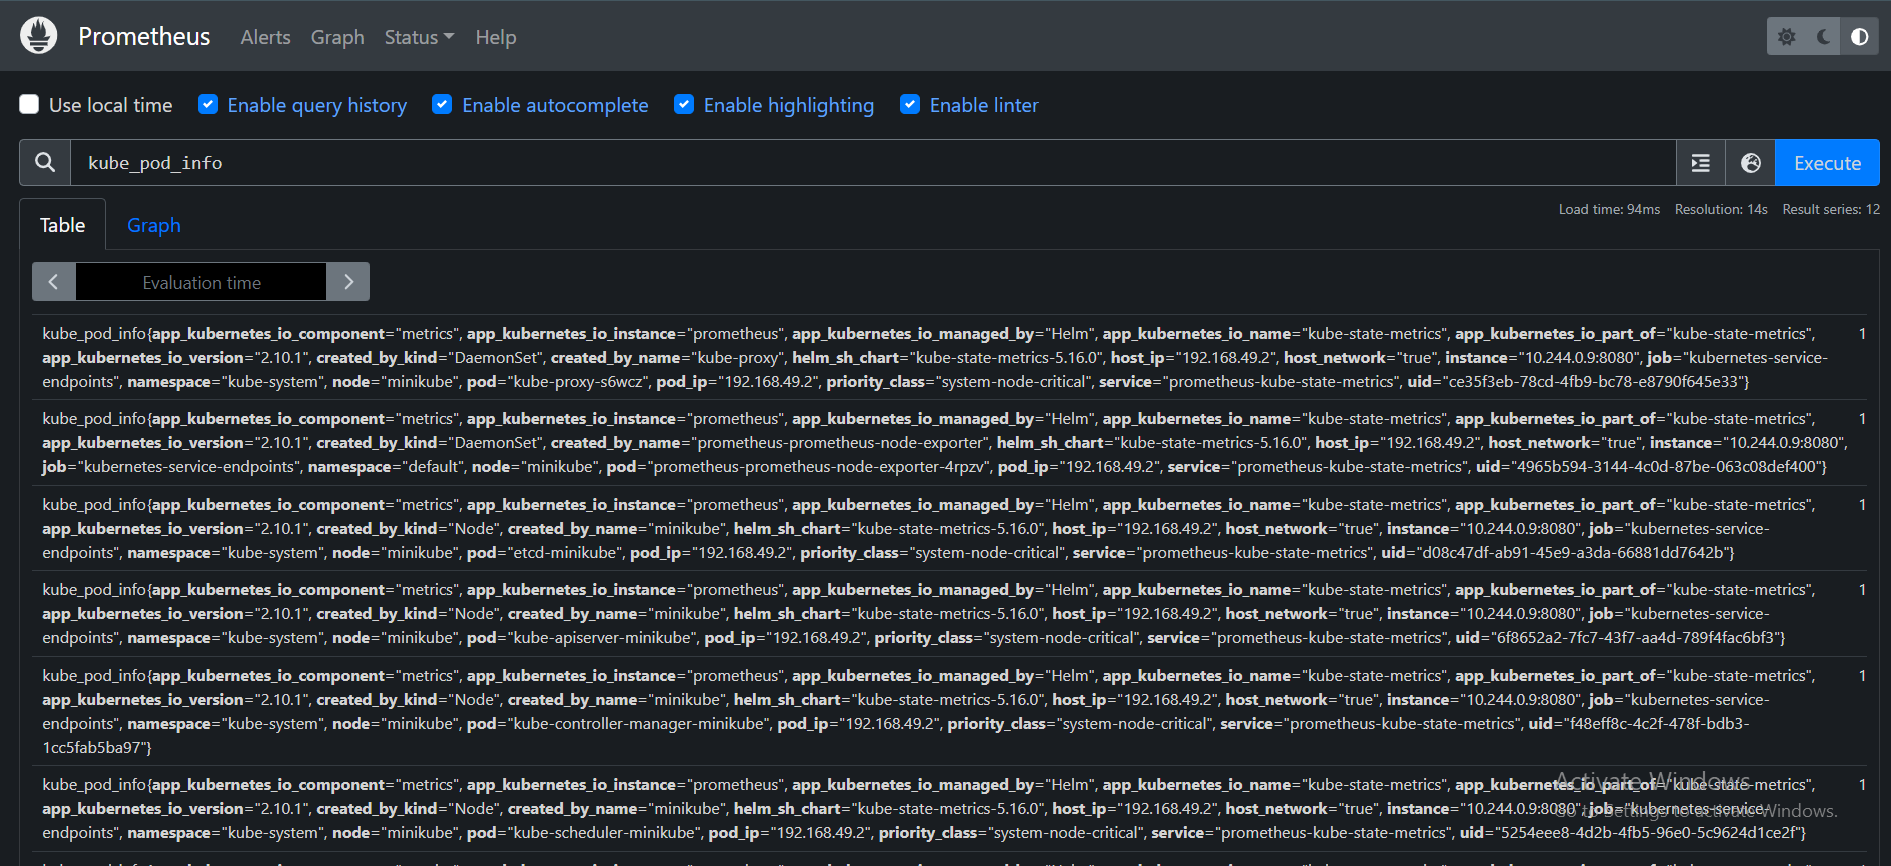 Prometheus Alerts Graph Status Help
Use local time Enable query history Enable autocomplete Enable highlighting Enable linter
kube_pod_info Execute
Table Graph Load time: 94ms Resolution: 14s Result series: 12
Evaluation time
kube_pod_info{app_kubernetes_io_component="metrics", app_kubernetes_io_instance="prometheus", app_kubernetes_io_managed_by="Helm", app_kubernetes_io_name="kube-state-metrics", app_kubernetes_io_part_of="kube-state-metrics", 1
app_kubernetes_io_version="2.10.1", created_by_kind="DaemonSet", created_by_name="kube-proxy", helm_sh_chart="kube-state-metrics-5.16.0", host_ip="192.168.49.2", host_network="true", instance="10.244.0.9:8080", job="kubernetes-service-
endpoints", namespace="kube-system", node="minikube", pod="kube-proxy-s6wcz", pod_ip="192.168.49.2", priority_class="system-node-critical", service="prometheus-kube-state-metrics", uid="ce35f3eb-78cd-4fb9-bc78-e8790f645e33"}
kube_pod_info{app_kubernetes_io_component="metrics", app_kubernetes_io_instance="prometheus", app_kubernetes_io_managed_by="Helm", app_kubernetes_io_name="kube-state-metrics", app_kubernetes_io_part_of="kube-state-metrics", 1
app_kubernetes_io_version="2.10.1", created_by_kind="DaemonSet", created_by_name="prometheus-prometheus-node-exporter", helm_sh_chart="kube-state-metrics-5.16.0", host_ip="192.168.49.2", host_network="true", instance="10.244.0.9:8080",
job="kubernetes-service-endpoints", namespace="default", node="minikube", pod="prometheus-prometheus-node-exporter-4rpzv", pod_ip="192.168.49.2", service="prometheus-kube-state-metrics", uid="4965b594-3144-4c0d-87be-063c08def400"}
kube_pod_info{app_kubernetes_io_component="metrics", app_kubernetes_io_instance="prometheus", app_kubernetes_io_managed_by="Helm", app_kubernetes_io_name="kube-state-metrics", app_kubernetes_io_part_of="kube-state-metrics", 1
app_kubernetes_io_version="2.10.1", created_by_kind="Node", created_by_name="minikube", helm_sh_chart="kube-state-metrics-5.16.0", host_ip="192.168.49.2", host_network="true", instance="10.244.0.9:8080", job="kubernetes-service-
endpoints", namespace="kube-system", node="minikube", pod="etcd-minikube", pod_ip="192.168.49.2", priority_class="system-node-critical", service="prometheus-kube-state-metrics", uid="d08c47df-ab91-45e9-a3da-66881dd7642b"}
kube_pod_info{app_kubernetes_io_component="metrics", app_kubernetes_io_instance="prometheus", app_kubernetes_io_managed_by="Helm", app_kubernetes_io_name="kube-state-metrics", app_kubernetes_io_part_of="kube-state-metrics", 1
app_kubernetes_io_version="2.10.1", created_by_kind="Node", created_by_name="minikube", helm_sh_chart="kube-state-metrics-5.16.0", host_ip="192.168.49.2", host_network="true", instance="10.244.0.9:8080", job="kubernetes-service-
endpoints", namespace="kube-system", node="minikube", pod="kube-apiserver-minikube", pod_ip="192.168.49.2", priority_class="system-node-critical", service="prometheus-kube-state-metrics", uid="6f8652a2-7fc7-43f7-aa4d-789f4fac6bf3"}
kube_pod_info{app_kubernetes_io_component="metrics", app_kubernetes_io_instance="prometheus", app_kubernetes_io_managed_by="Helm", app_kubernetes_io_name="kube-state-metrics", app_kubernetes_io_part_of="kube-state-metrics", 1
app_kubernetes_io_version="2.10.1", created_by_kind="Node", created_by_name="minikube", helm_sh_chart="kube-state-metrics-5.16.0", host_ip="192.168.49.2", host_network="true", instance="10.244.0.9:8080", job="kubernetes-service-
endpoints", namespace="kube-system", node="minikube", pod="kube-controller-manager-minikube", pod_ip="192.168.49.2", priority_class="system-node-critical", service="prometheus-kube-state-metrics", uid="f48eff8c-4c2f-478f-bdb3-
1cc5fab5ba97"}
kube_pod_info{app_kubernetes_io_component="metrics", app_kubernetes_io_instance="prometheus", app_kubernetes_io_managed_by="Helm", app_kubernetes_io_name="kube-state-metrics", app_kubernetes_io_part_of="kube-state-metrics", 1
Activate Windows
app_kubernetes_io_version="2.10.1", created_by_kind="Node", created_by_name="minikube", helm_sh_chart="kube-state-metrics-5.16.0", host_ip="192.168.49.2", host_network="true", instance="10.244.0.9:8080", job="kubernetes-service-
Go to Settings to activate Windows.
endpoints", namespace="kube-system", node="minikube", pod="kube-scheduler-minikube", pod_ip="192.168.49.2", priority_class="system-node-critical", service="prometheus-kube-state-metrics", uid="5254eee8-4d2b-4fb5-96e0-5c9624d1ce2f"}